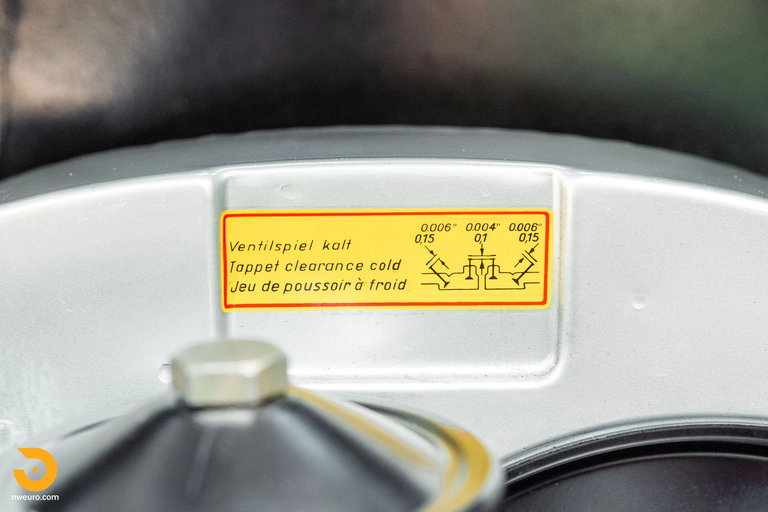 Ventilspiel kalt
Tappet clearance cold
Jeu de poussoir à froid
0.006" 0.004" 0.006"
0,15 0,1 0,15
nweuro.com